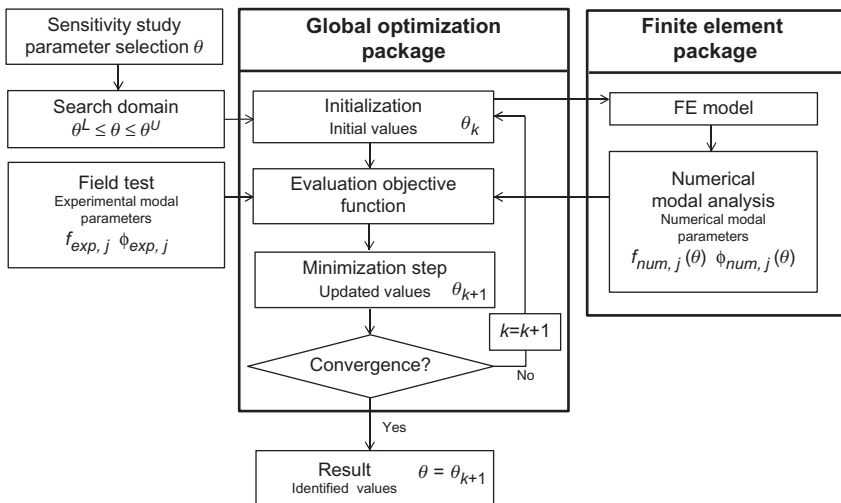 Sensitivity study
parameter selection θ
Search domain
θ^L ≤ θ ≤ θ^U
Field test
Experimental modal
parameters
f_exp, j ϕ_exp, j
Global optimization
package
Initialization
Initial values θ_k
Evaluation objective
function
Minimization step
Updated values θ_k+1
k=k+1
Convergence?
No
Yes
Result θ = θ_k+1
Identified values
Finite element
package
FE model
Numerical
modal analysis
Numerical modal
parameters
f_num, j (θ) ϕ_num, j (θ)